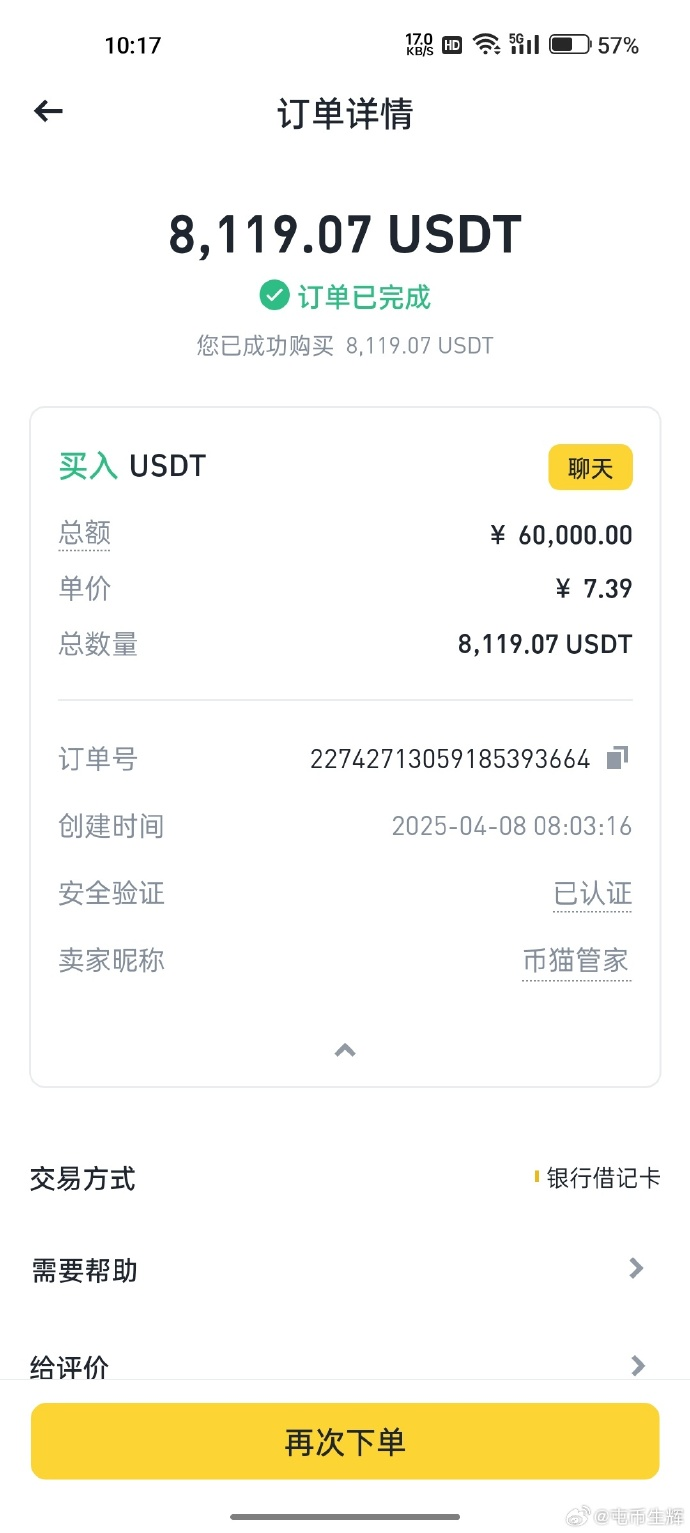 10:17
17.0 KB/S HD 5G 57%
订单详情
8,119.07 USDT
订单已完成
您已成功购买 8,119.07 USDT
买入 USDT
聊天
总额 ¥ 60,000.00
单价 ¥ 7.39
总数量 8,119.07 USDT
订单号 22742713059185393664
创建时间 2025-04-08 08:03:16
安全验证 已认证
卖家昵称 币猫管家
交易方式 银行借记卡
需要帮助
给评价
再次下单
@屯币生辉